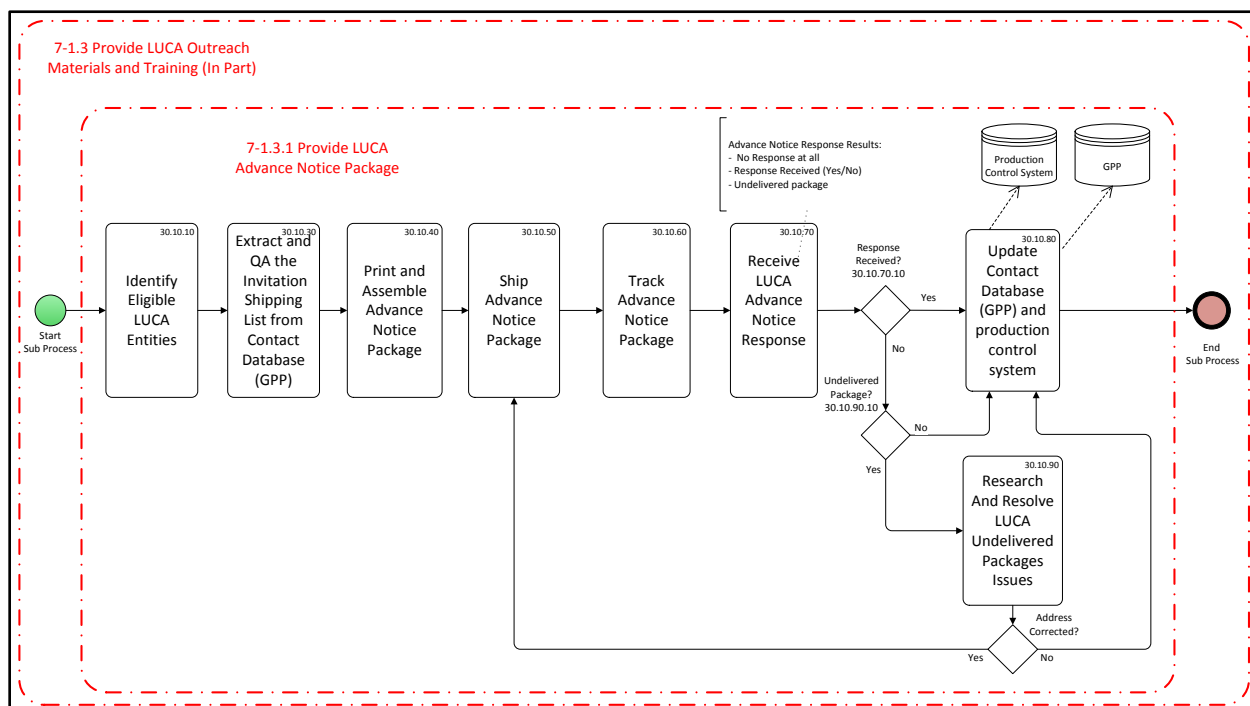 7-1.3 Provide LUCA Outreach
Materials and Training (In Part)
7-1.3.1 Provide LUCA
Advance Notice Package
Advance Notice Response Results:
- No Response at all
- Response Received (Yes/No)
- Undelivered package
Production
Control System
GPP
Start
Sub Process
30.10.10
Identify
Eligible
LUCA
Entities
30.10.30
Extract and
QA the
Invitation
Shipping
List from
Contact
Database
(GPP)
30.10.40
Print and
Assemble
Advance
Notice
Package
30.10.50
Ship
Advance
Notice
Package
30.10.60
Track
Advance
Notice
Package
30.10.70
Receive
LUCA
Advance
Notice
Response
Response
Received?
30.10.70.10
Yes
No
30.10.80
Update
Contact
Database
(GPP) and
production
control
system
End
Sub Process
Undelivered
Package?
30.10.90.10
No
Yes
30.10.90
Research
And Resolve
LUCA
Undelivered
Packages
Issues
Address
Corrected?
Yes
No